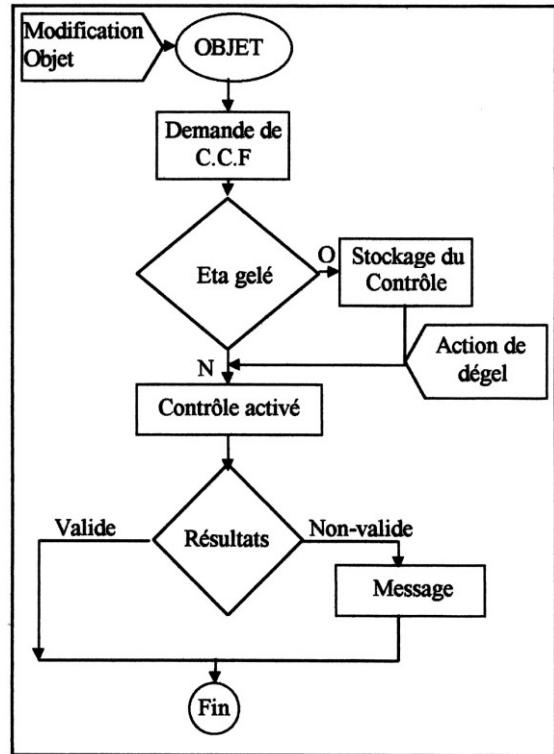 Modification
Objet
OBJET
Demande de
C.C.F
Eta gelé
O
Stockage du
Contrôle
N
Action de
dégel
Contrôle activé
Valide
Résultats
Non-valide
Message
Fin